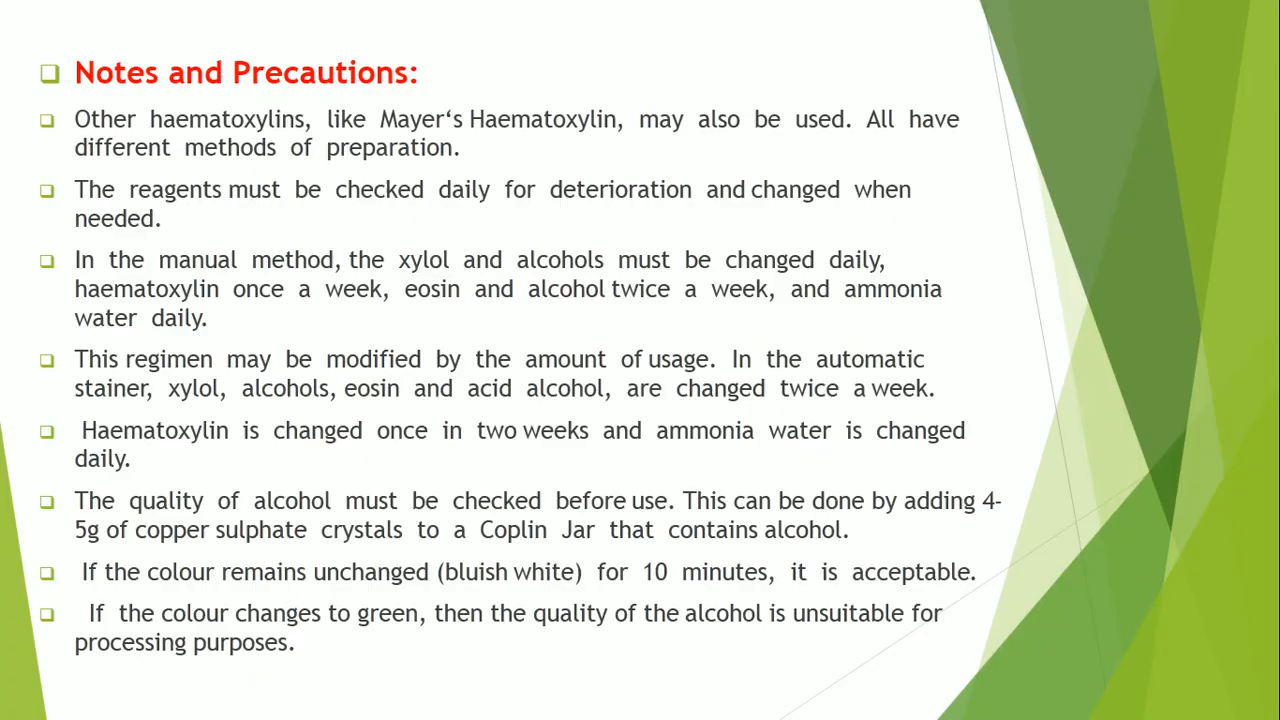 Notes and Precautions:
Other haematoxylins, like Mayer‘s Haematoxylin, may also be used. All have
different methods of preparation.
The reagents must be checked daily for deterioration and changed when
needed.
In the manual method, the xylol and alcohols must be changed daily,
haematoxylin once a week, eosin and alcohol twice a week, and ammonia
water daily.
This regimen may be modified by the amount of usage. In the automatic
stainer, xylol, alcohols, eosin and acid alcohol, are changed twice a week.
Haematoxylin is changed once in two weeks and ammonia water is changed
daily.
The quality of alcohol must be checked before use. This can be done by adding 4-
5g of copper sulphate crystals to a Coplin Jar that contains alcohol.
If the colour remains unchanged (bluish white) for 10 minutes, it is acceptable.
If the colour changes to green, then the quality of the alcohol is unsuitable for
processing purposes.